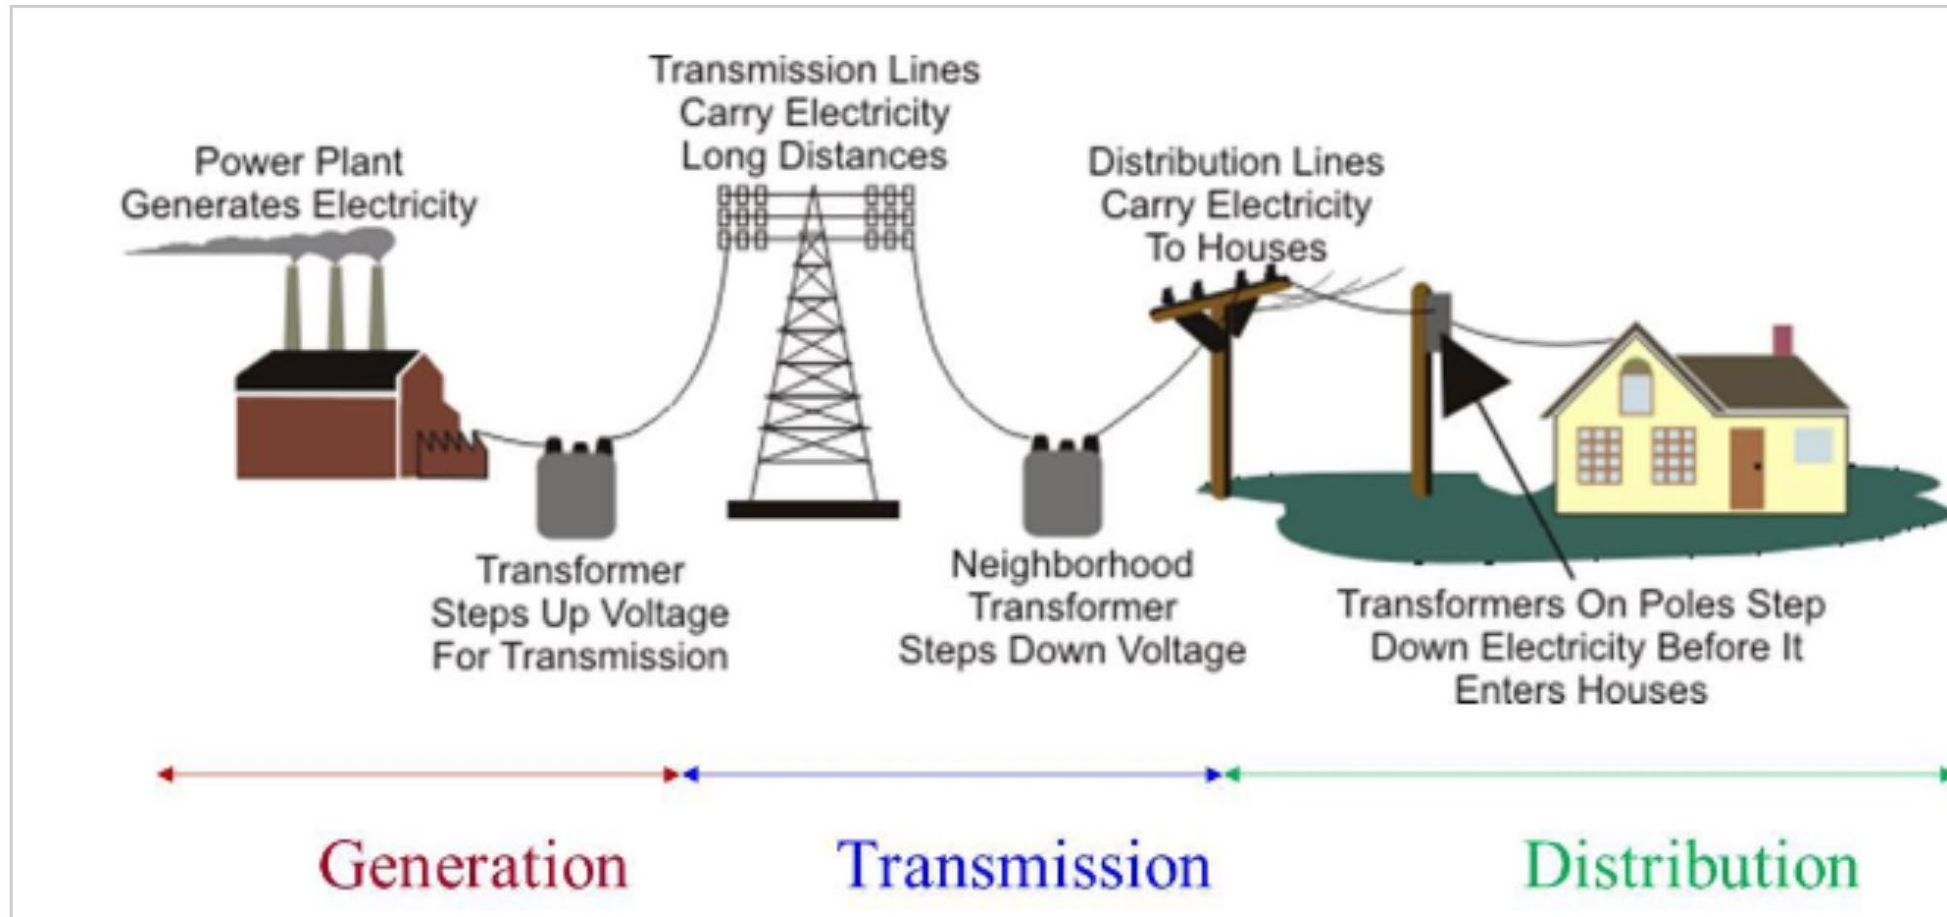 Transmission Lines
Carry Electricity
Long Distances
Power Plant
Generates Electricity
Distribution Lines
Carry Electricity
To Houses
Transformer
Steps Up Voltage
For Transmission
Neighborhood
Transformer
Steps Down Voltage
Transformers On Poles Step
Down Electricity Before It
Enters Houses
Generation
Transmission
Distribution